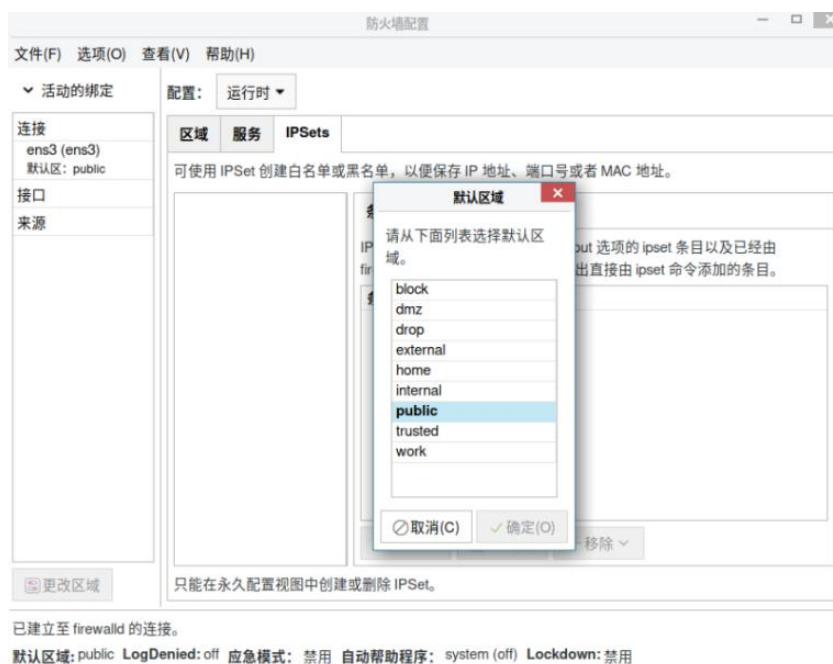 防火墙配置
文件(F) 选项(O) 查看(V) 帮助(H)
活动的绑定
配置： 运行时
连接
ens3 (ens3)
默认区：public
接口
来源
区域 服务 IPSets
可使用 IPSet 创建白名单或黑名单，以便保存 IP 地址、端口号或者 MAC 地址。
默认区域
请从下面列表选择默认区
域。
IP
out 选项的 ipset 条目以及已经由
出直接由 ipset 命令添加的条目。
block
dmz
drop
external
home
internal
public
trusted
work
取消(C) 确定(O)
移除
更改区域
只能在永久配置视图中创建或删除 IPSet。
已建立至 firewalld 的连接。
默认区域: public LogDenied: off 应急模式： 禁用 自动帮助程序： system (off) Lockdown: 禁用